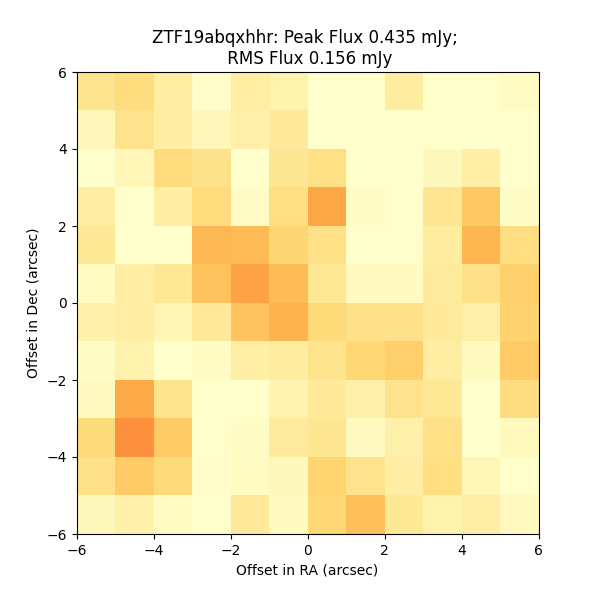 ZTF19abqxhhr: Peak Flux 0.435 mJy;
RMS Flux 0.156 mJy
6
4
2
0
−2
−4
−6
Offset in Dec (arcsec)
−6 −4 −2 0 2 4 6
Offset in RA (arcsec)